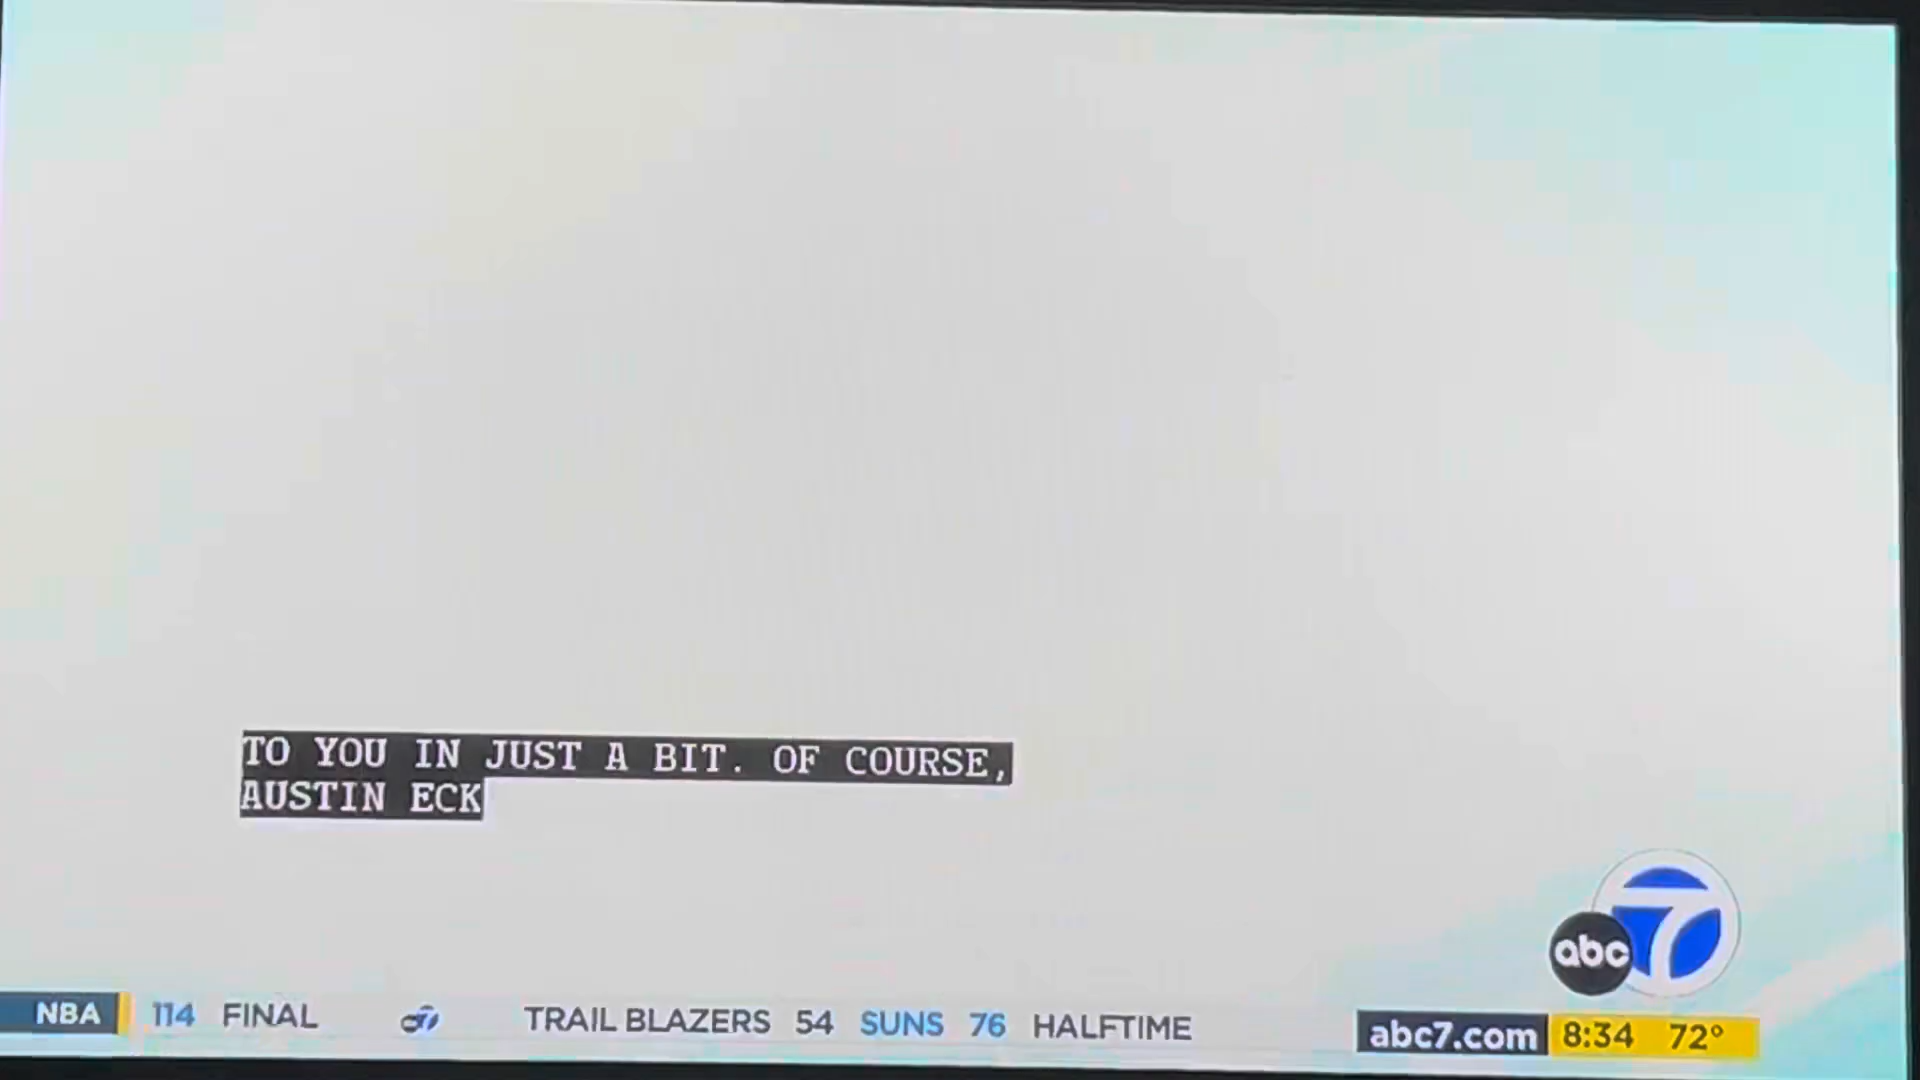 TO YOU IN JUST A BIT. OF COURSE,
AUSTIN ECK
abc 7
NBA 114 FINAL 7 TRAIL BLAZERS 54 SUNS 76 HALFTIME
abc7.com 8:34 72°